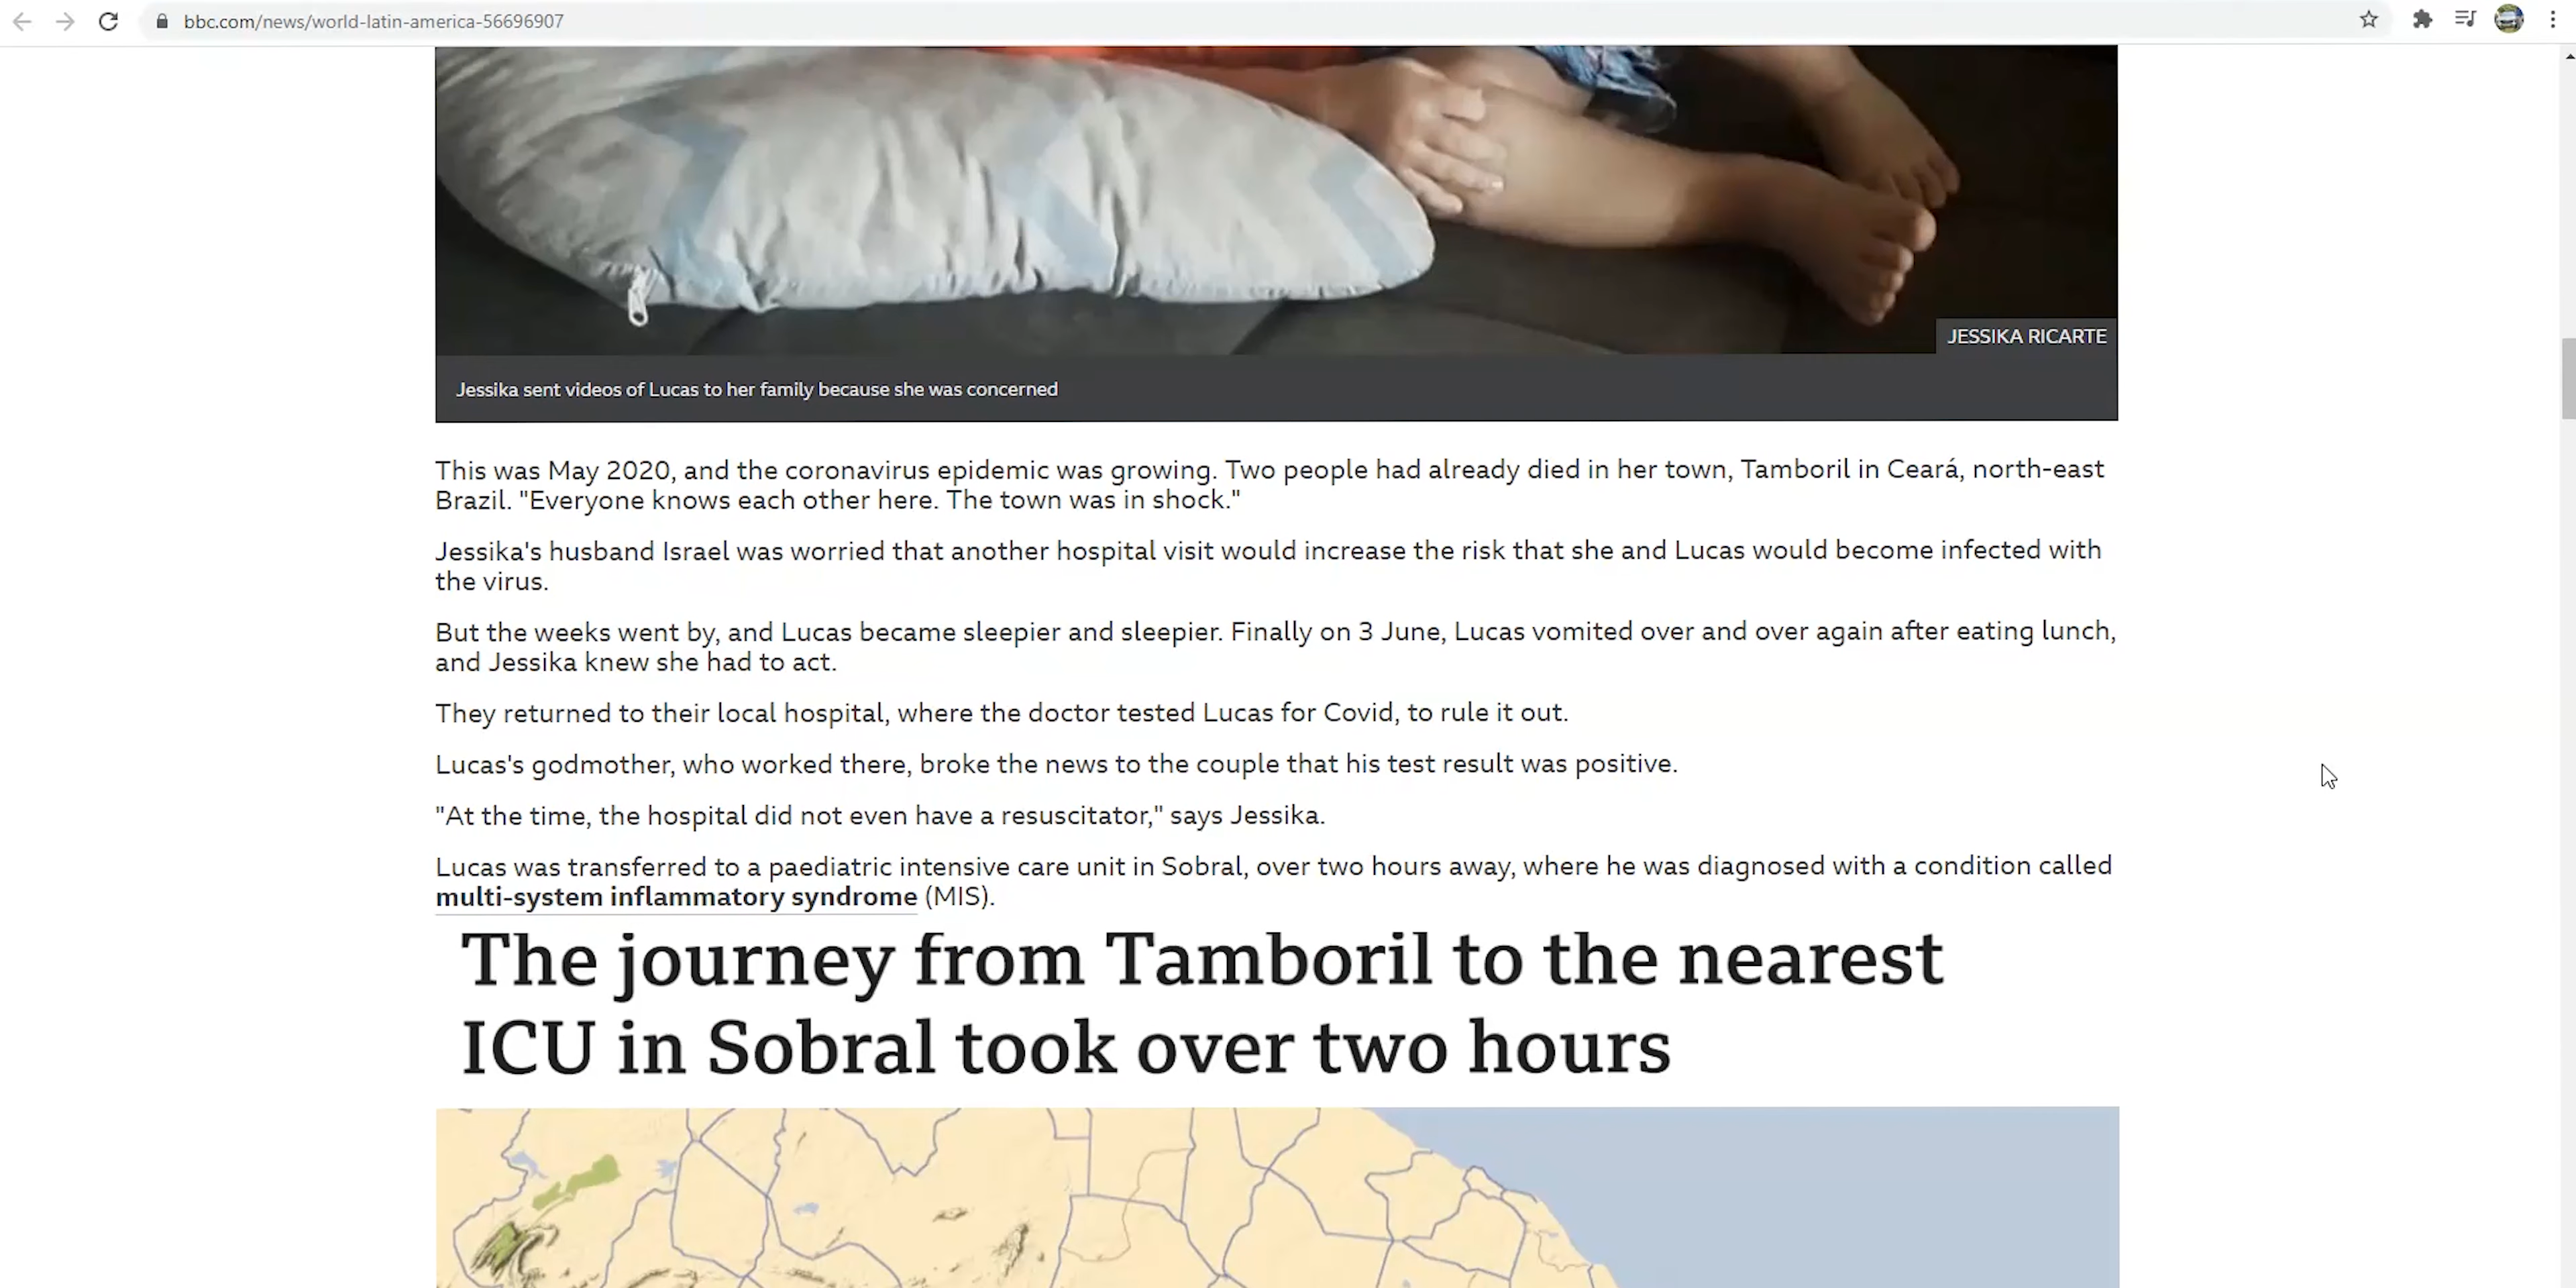 bbc.com/news/world-latin-america-56696907
JESSIKA RICARTE
Jessika sent videos of Lucas to her family because she was concerned
This was May 2020, and the coronavirus epidemic was growing. Two people had already died in her town, Tamboril in Ceará, north-east
Brazil. "Everyone knows each other here. The town was in shock."
Jessika's husband Israel was worried that another hospital visit would increase the risk that she and Lucas would become infected with
the virus.
But the weeks went by, and Lucas became sleepier and sleepier. Finally on 3 June, Lucas vomited over and over again after eating lunch,
and Jessika knew she had to act.
They returned to their local hospital, where the doctor tested Lucas for Covid, to rule it out.
Lucas's godmother, who worked there, broke the news to the couple that his test result was positive.
"At the time, the hospital did not even have a resuscitator," says Jessika.
Lucas was transferred to a paediatric intensive care unit in Sobral, over two hours away, where he was diagnosed with a condition called
multi-system inflammatory syndrome (MIS).
The journey from Tamboril to the nearest
ICU in Sobral took over two hours